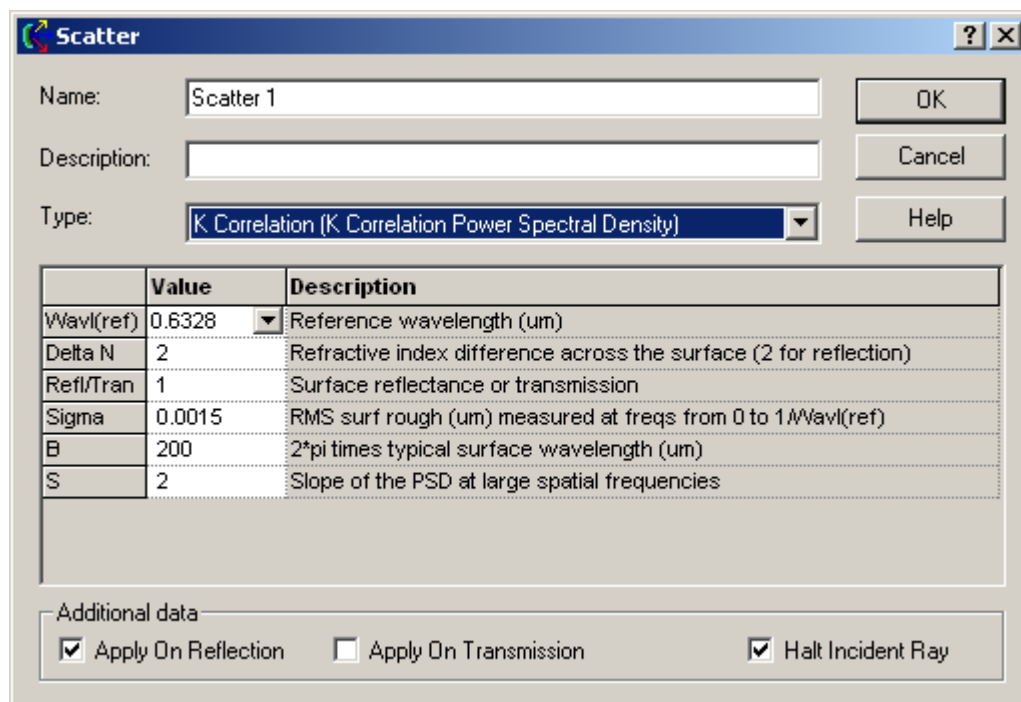 Scatter
Name: Scatter 1 OK
Description: Cancel
Type: K Correlation (K Correlation Power Spectral Density) Help
Value Description
Wavl(ref) 0.6328 Reference wavelength (um)
Delta N 2 Refractive index difference across the surface (2 for reflection)
Refl/Tran 1 Surface reflectance or transmission
Sigma 0.0015 RMS surf rough (um) measured at freqs from 0 to 1/Wavl(ref)
B 200 2*pi times typical surface wavelength (um)
S 2 Slope of the PSD at large spatial frequencies
Additional data
Apply On Reflection Apply On Transmission Halt Incident Ray